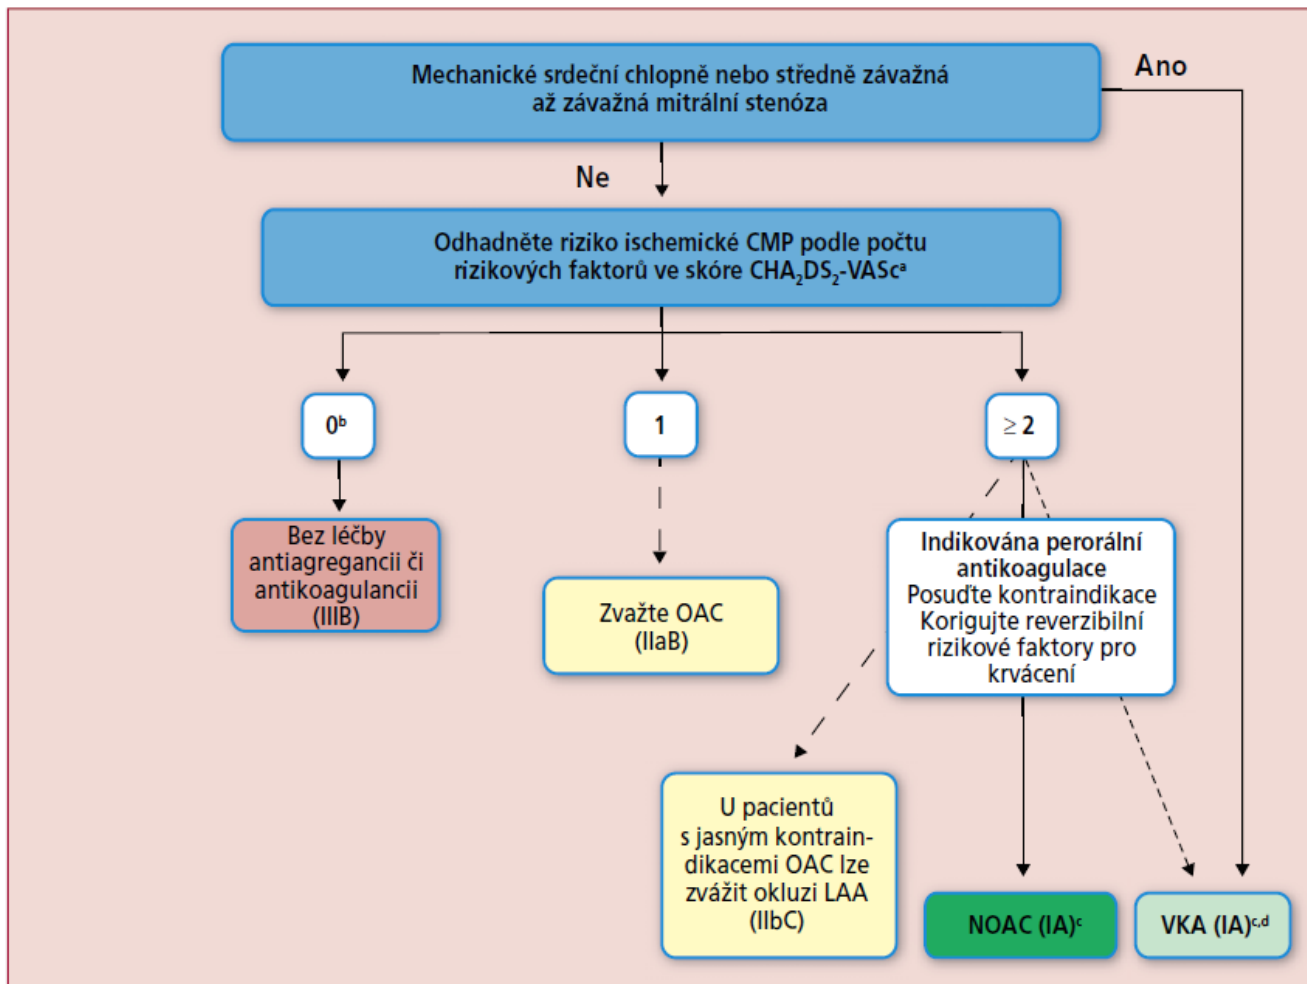 Mechanické srdeční chlopně nebo středně závažná
až závažná mitrální stenóza
Ano
Ne
Odhadněte riziko ischemické CMP podle počtu
rizikových faktorů ve skóre CHA₂DS₂-VAScᵃ
0ᵇ
1
≥ 2
Bez léčby
antiagregancii či
antikoagulancii
(IIIB)
Zvažte OAC
(IIaB)
Indikována perorální
antikoagulace
Posuďte kontraindikace
Korigujte reverzibilní
rizikové faktory pro
krvácení
U pacientů
s jasným kontrain-
dikacemi OAC lze
zvážit okluzi LAA
(IIbC)
NOAC (IA)ᶜ
VKA (IA)ᶜ,ᵈ